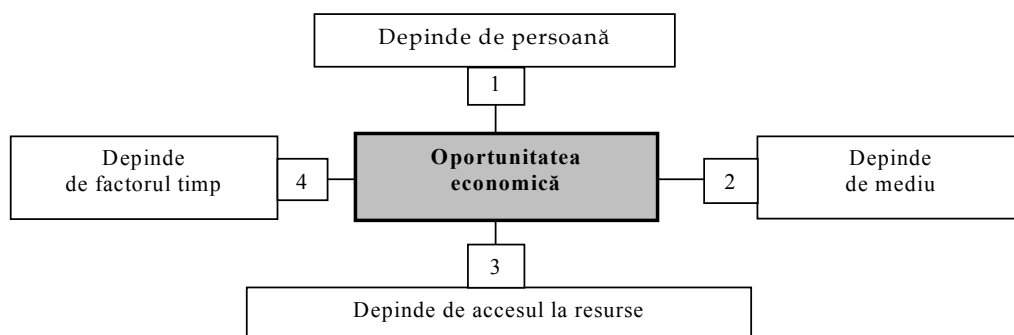 Depinde de persoană
1
Depinde
de factorul timp
4
Oportunitatea
economică
2
Depinde
de mediu
3
Depinde de accesul la resurse